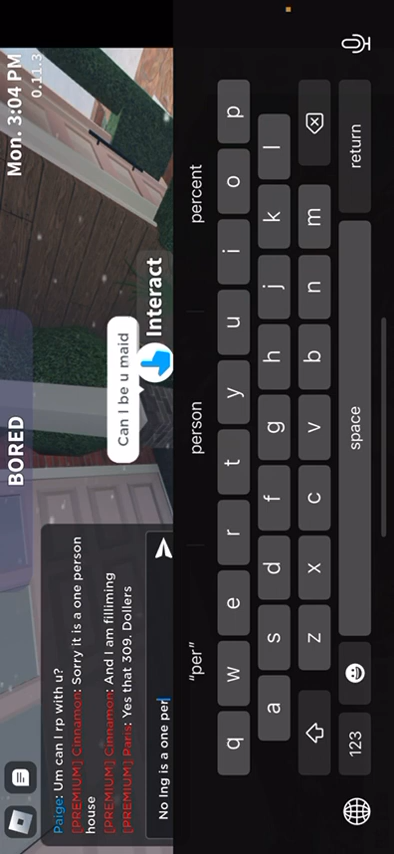 Mon. 3:04 PM
0.11.3
BORED
Can I be u maid
Interact
Paige: Um can I rp with u?
[PREMIUM] Cinnamon: Sorry it is a one person
house
[PREMIUM] Cinnamon: And I am filliming
[PREMIUM] Paris: Yes that 309. Dollars
No Ing is a one per
"per"
person
percent
q w e r t y u i o p
a s d f g h j k l
z x c v b n m
123
space
return